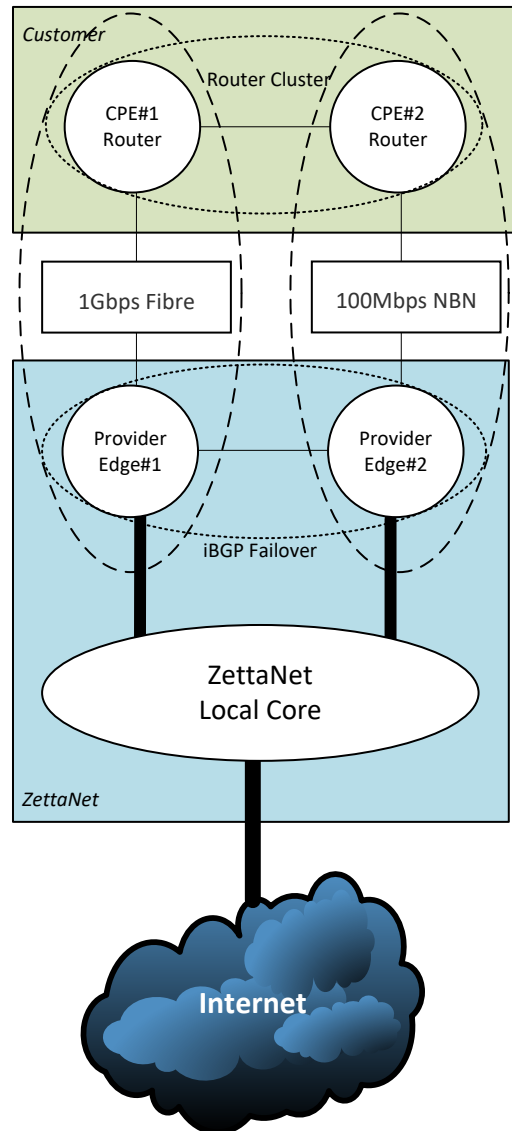 Customer
Router Cluster
CPE#1
Router
CPE#2
Router
1Gbps Fibre
100Mbps NBN
Provider
Edge#1
Provider
Edge#2
iBGP Failover
ZettaNet
Local Core
ZettaNet
Internet